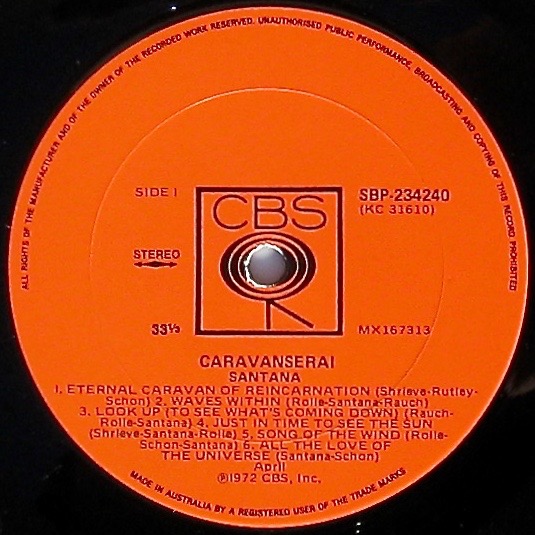 ALL RIGHTS OF THE MANUFACTURER AND OF THE OWNER OF THE RECORDED WORK RESERVED. UNAUTHORISED PUBLIC PERFORMANCE, BROADCASTING AND COPYING OF THIS RECORD PROHIBITED
SIDE 1
CBS
SBP-234240
(KC 31610)
STEREO
33⅓
MX167313
CARAVANSERAI
SANTANA
1. ETERNAL CARAVAN OF REINCARNATION (Shrieve-Rutley-
Schon) 2. WAVES WITHIN (Rolle-Santana-Rauch)
3. LOOK UP (TO SEE WHAT'S COMING DOWN) (Rauch-
Rolle-Santana) 4. JUST IN TIME TO SEE THE SUN
(Shrieve-Santana-Rolle) 5. SONG OF THE WIND (Rolle-
Schon-Santana) 6. ALL THE LOVE OF
THE UNIVERSE (Santana-Schon)
April
℗1972 CBS, Inc.
MADE IN AUSTRALIA BY A REGISTERED USER OF THE TRADE MARKS